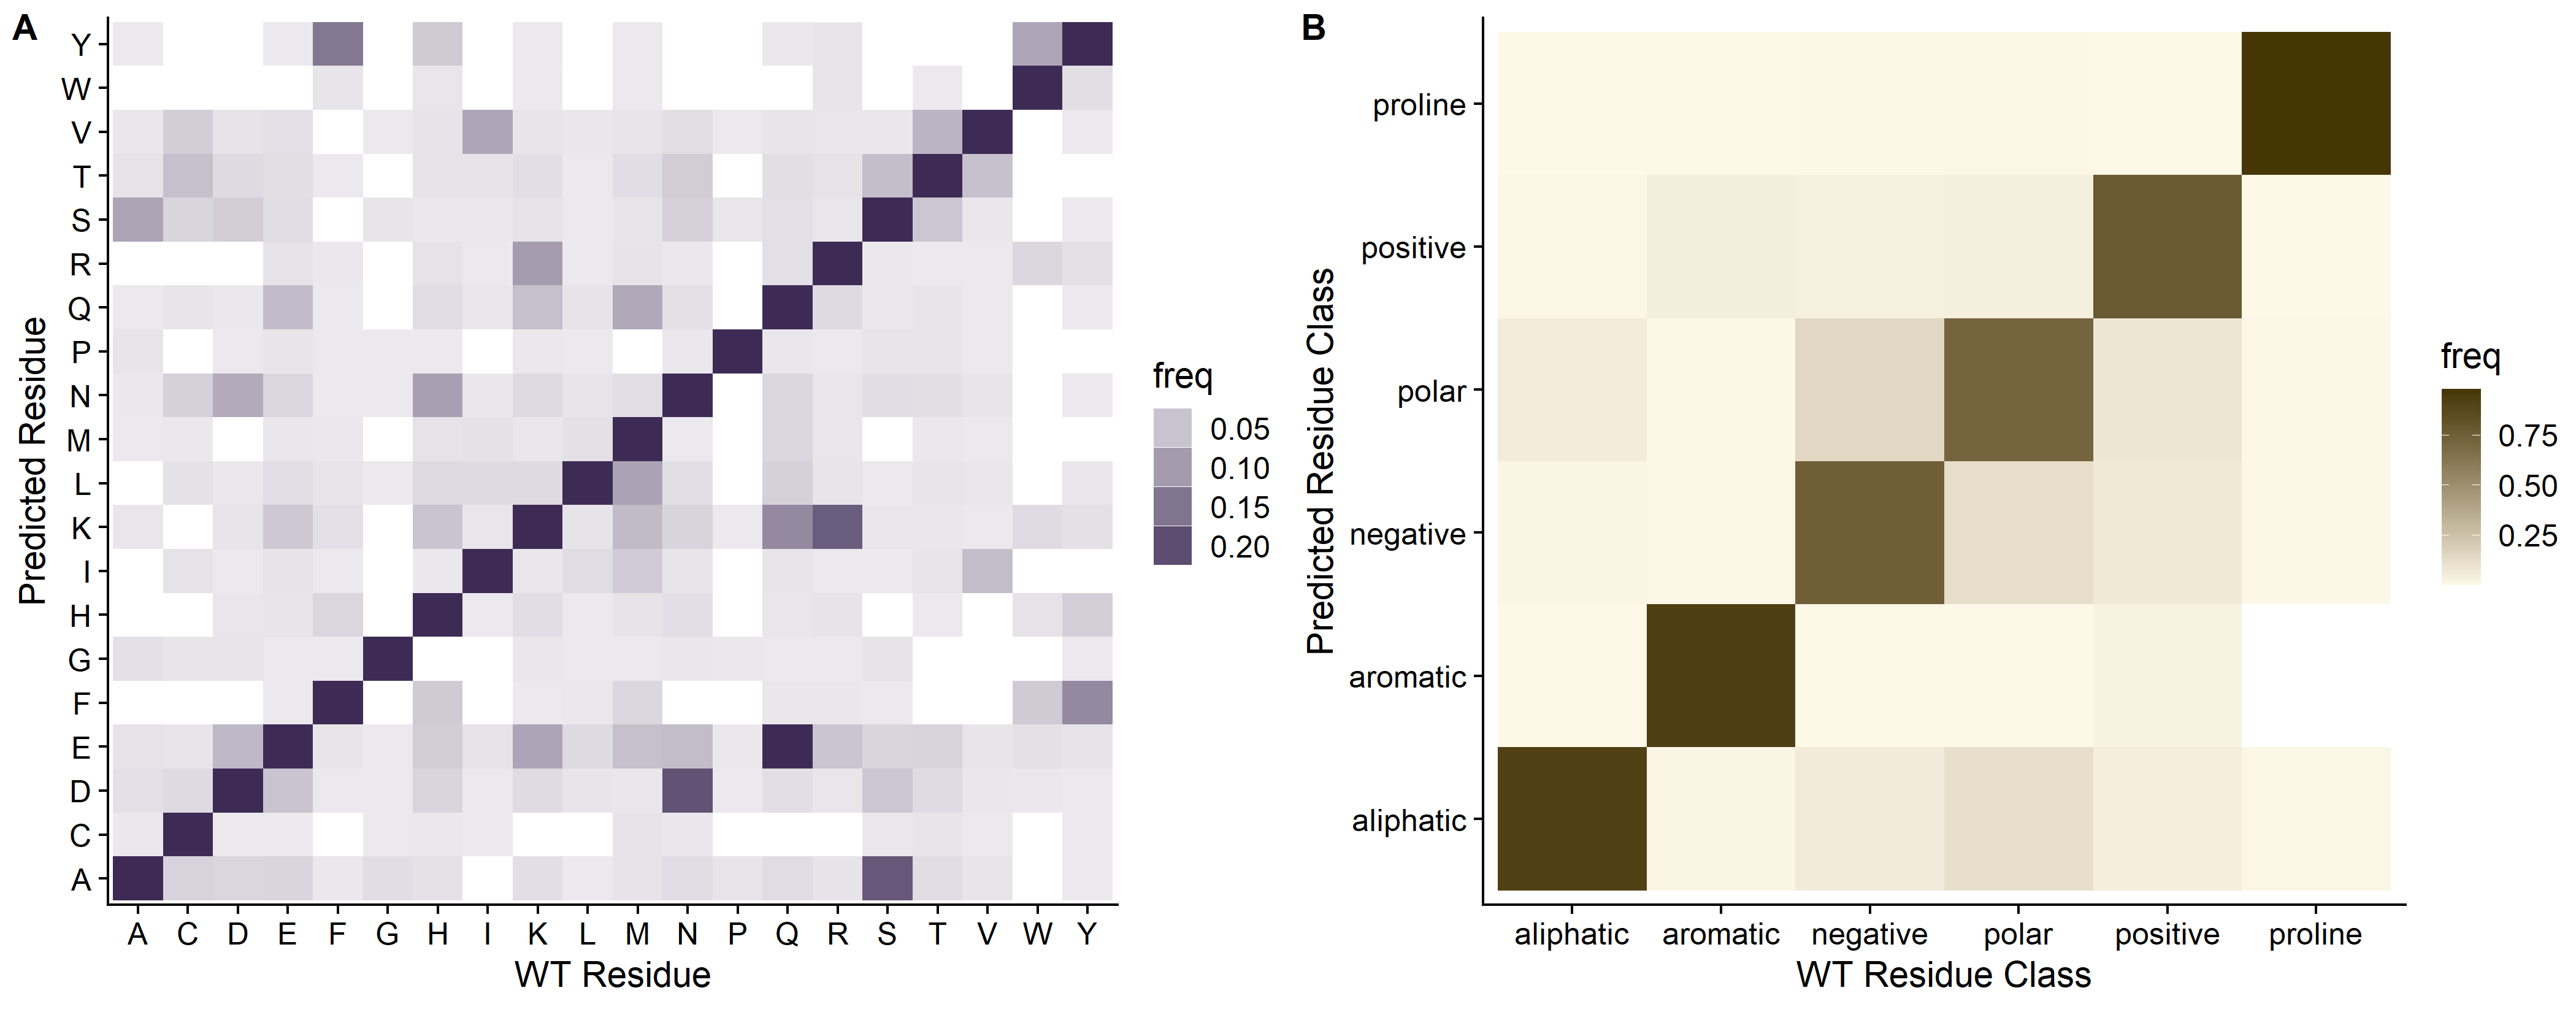 A
Predicted Residue
Y
W
V
T
S
R
Q
P
N
M
L
K
I
H
G
F
E
D
C
A
A C D E F G H I K L M N P Q R S T V W Y
WT Residue
freq
0.05
0.10
0.15
0.20
B
Predicted Residue Class
proline
positive
polar
negative
aromatic
aliphatic
aliphatic aromatic negative polar positive proline
WT Residue Class
freq
0.75
0.50
0.25